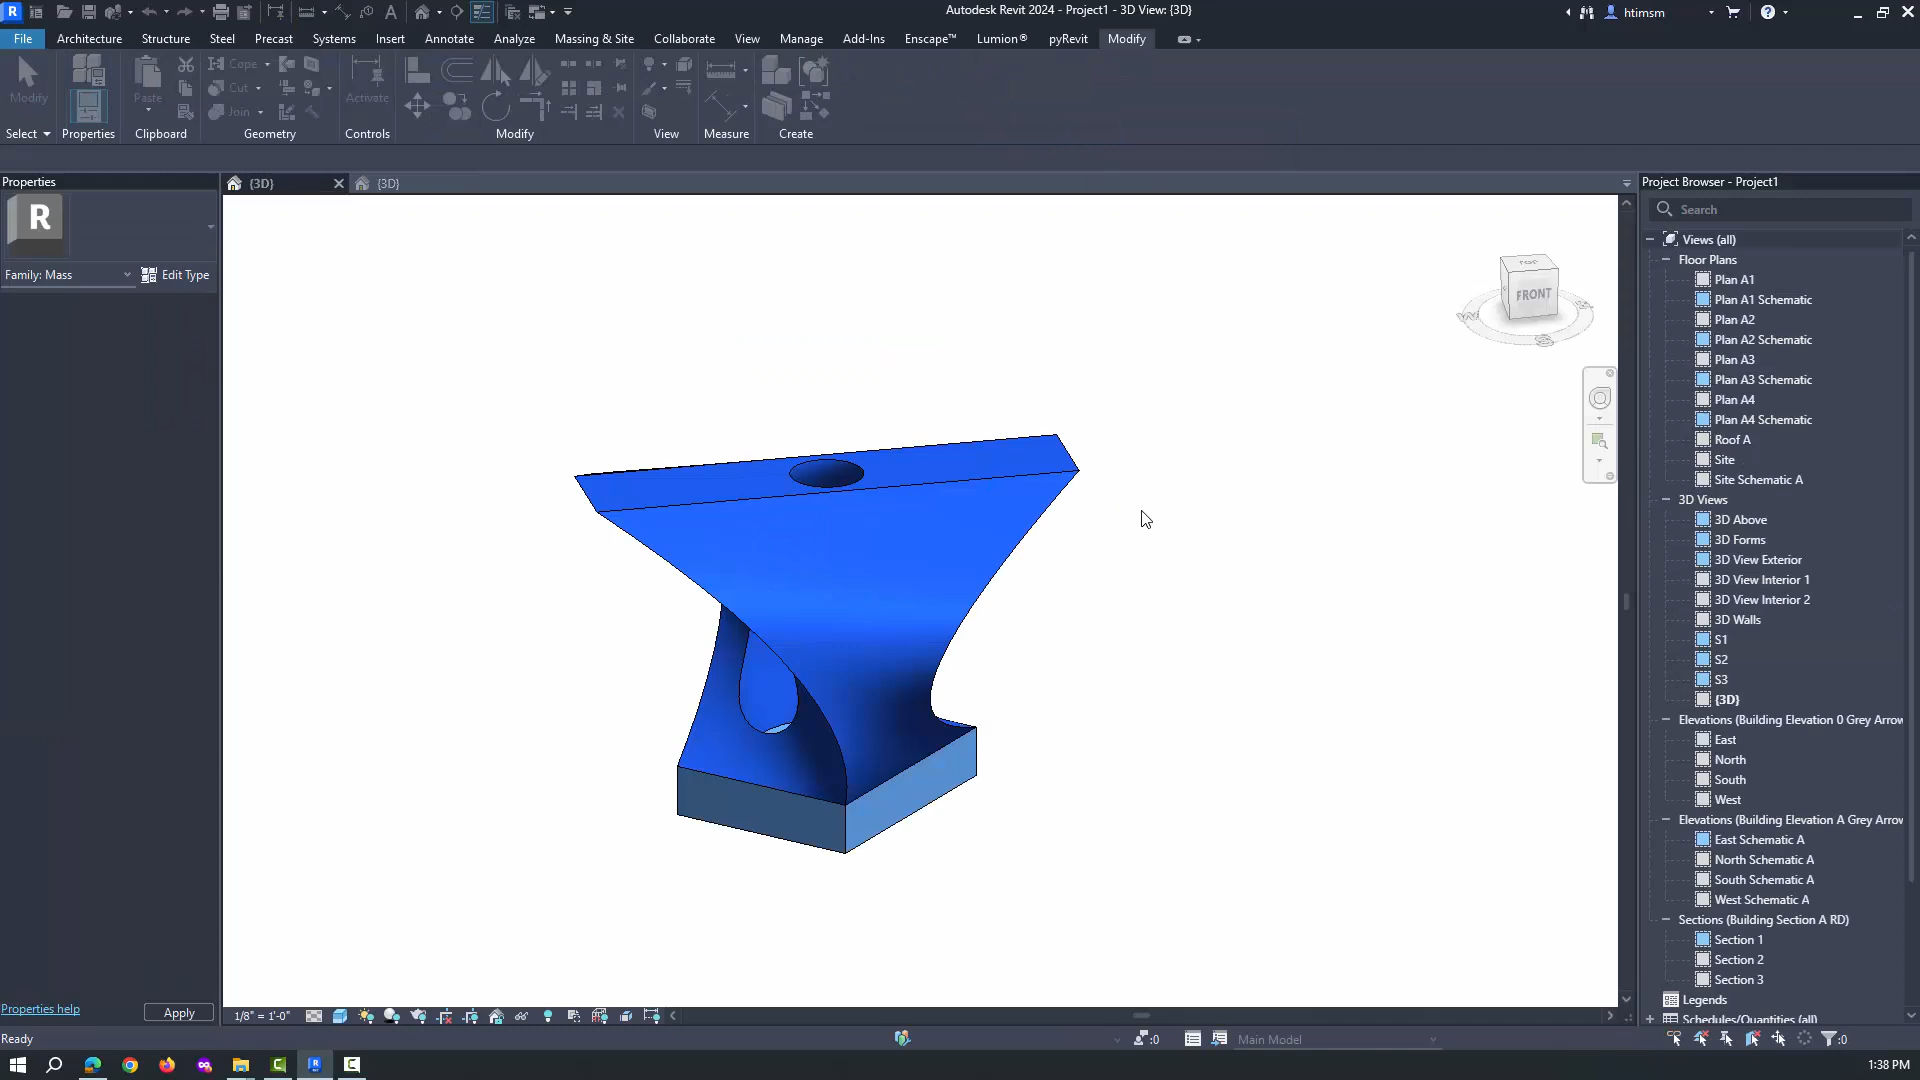 R
Autodesk Revit 2024 - Project1 - 3D View: {3D}
htimsm
File Architecture Structure Steel Precast Systems Insert Annotate Analyze Massing & Site Collaborate View Manage Add-Ins Enscape™ Lumion® pyRevit Modify
Modify
Paste
Cope
Cut
Join
Activate
Select Properties Clipboard Geometry Controls Modify View Measure Create
Properties
{3D}
{3D}
Project Browser - Project1
R
Search
Family: Mass
Edit Type
Views (all)
Floor Plans
Plan A1
Plan A1 Schematic
Plan A2
Plan A2 Schematic
Plan A3
Plan A3 Schematic
Plan A4
Plan A4 Schematic
Roof A
Site
Site Schematic A
3D Views
3D Above
3D Forms
3D View Exterior
3D View Interior 1
3D View Interior 2
3D Walls
S1
S2
S3
{3D}
Elevations (Building Elevation 0 Grey Arrow
East
North
South
West
Elevations (Building Elevation A Grey Arrow
East Schematic A
North Schematic A
South Schematic A
West Schematic A
Sections (Building Section A RD)
Section 1
Section 2
Section 3
Legends
Schedules/Quantities (all)
TOP
FRONT
Properties help
Apply
1/8" = 1'-0"
Ready
:0
Main Model
:0
1:38 PM